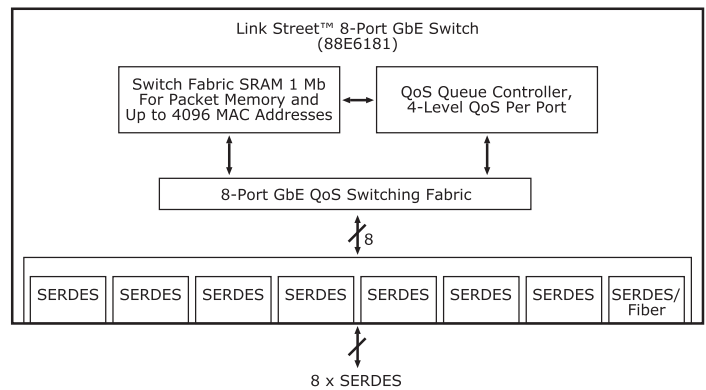 Link Street™ 8-Port GbE Switch
(88E6181)
Switch Fabric SRAM 1 Mb
For Packet Memory and
Up to 4096 MAC Addresses
QoS Queue Controller,
4-Level QoS Per Port
8-Port GbE QoS Switching Fabric
8
SERDES
SERDES
SERDES
SERDES
SERDES
SERDES
SERDES
SERDES/
Fiber
8 x SERDES